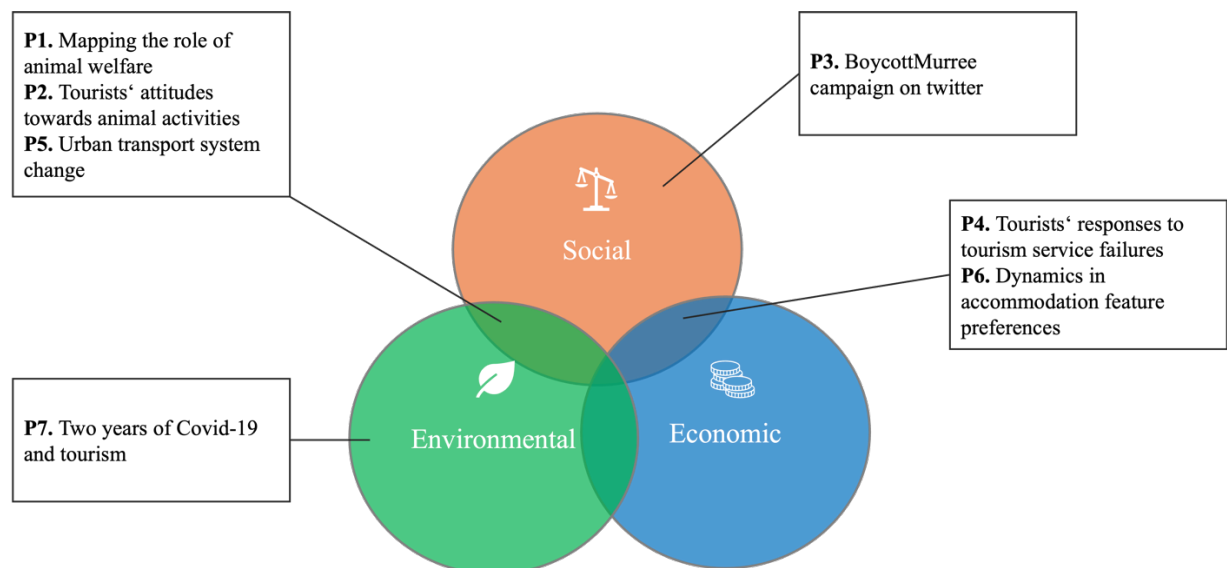 P1. Mapping the role of
animal welfare
P2. Tourists‘ attitudes
towards animal activities
P5. Urban transport system
change
P3. BoycottMurree
campaign on twitter
Social
P4. Tourists‘ responses to
tourism service failures
P6. Dynamics in
accommodation feature
preferences
P7. Two years of Covid-19
and tourism
Environmental
Economic